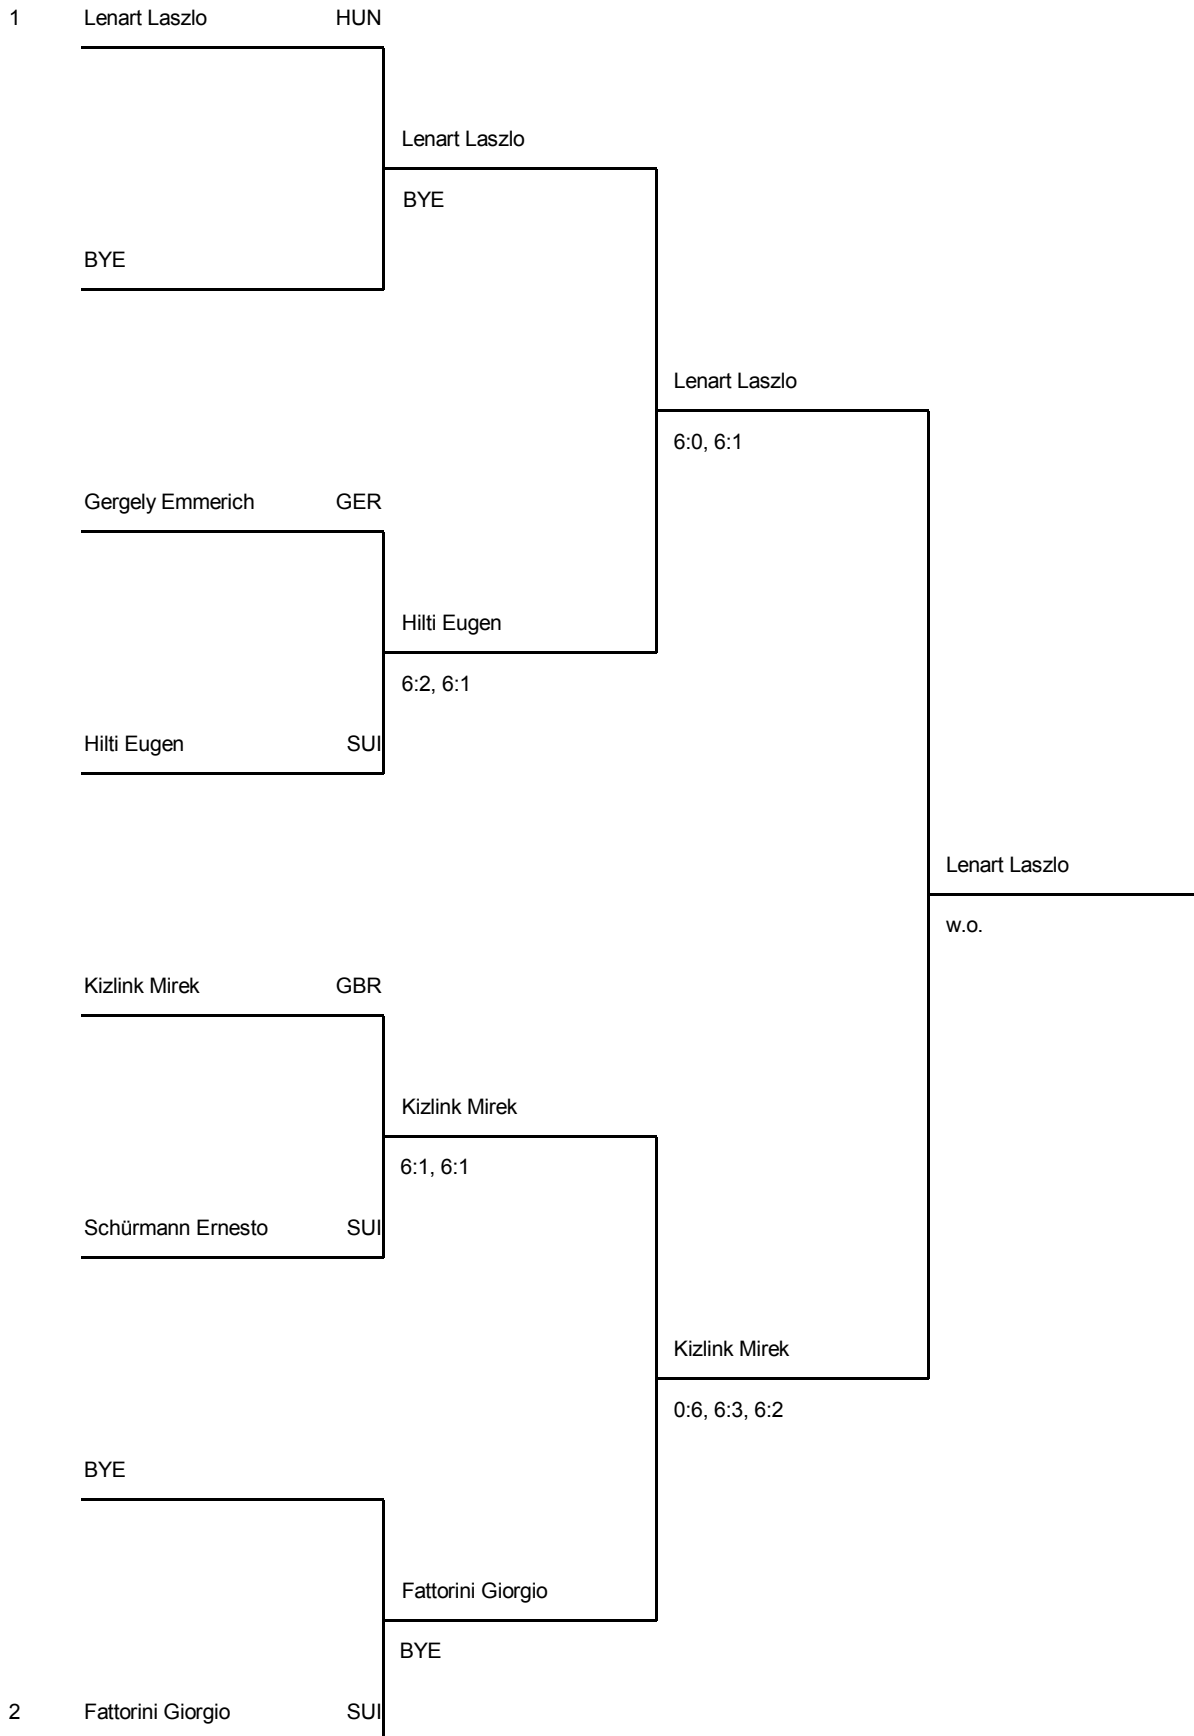 1 Lenart Laszlo HUN
Lenart Laszlo
BYE
BYE
Lenart Laszlo
6:0, 6:1
Gergely Emmerich GER
Hilti Eugen
6:2, 6:1
Hilti Eugen SUI
Lenart Laszlo
w.o.
Kizlink Mirek GBR
Kizlink Mirek
6:1, 6:1
Schürmann Ernesto SUI
Kizlink Mirek
0:6, 6:3, 6:2
BYE
Fattorini Giorgio
BYE
2 Fattorini Giorgio SUI